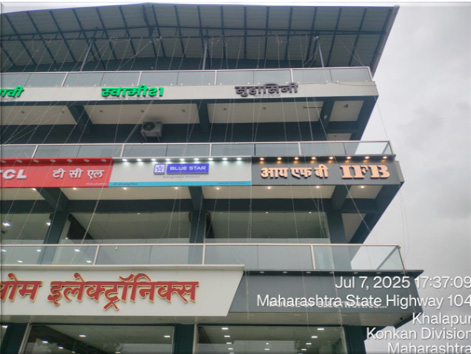 स्वामीश सुहासिनी
TCL टी सी एल BLUE STAR आय एफ बी IFB
व्योम इलेक्ट्रॉनिक्स
Jul 7, 2025 17:37:09
Maharashtra State Highway 104
Khalapur
Konkan Division
Maharashtra